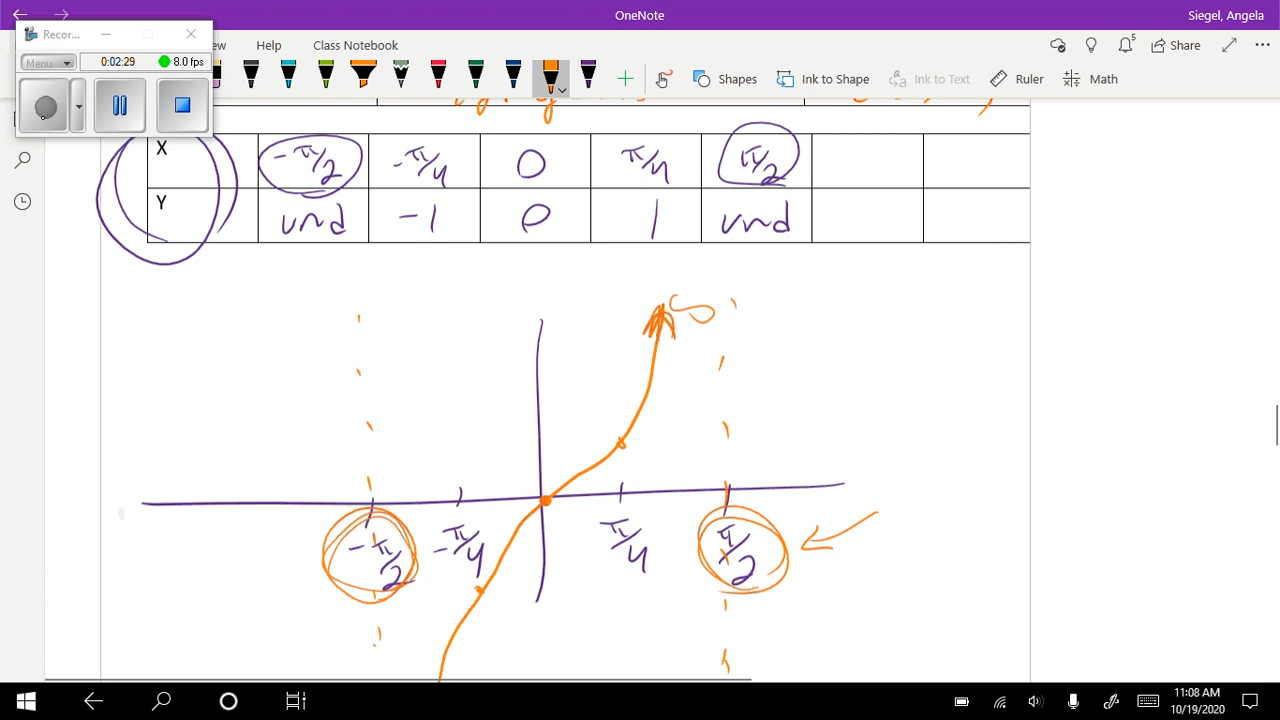 OneNote
Siegel, Angela
Recor...
Menu
0:02:29
8.0 fps
ew
Help
Class Notebook
5
Share
Shapes
Ink to Shape
Ink to Text
Ruler
Math
X -π/2 -π/4 0 π/4 π/2
Y und -1 0 1 und
∞
-π/2 -π/4 π/4 π/2
11:08 AM
10/19/2020